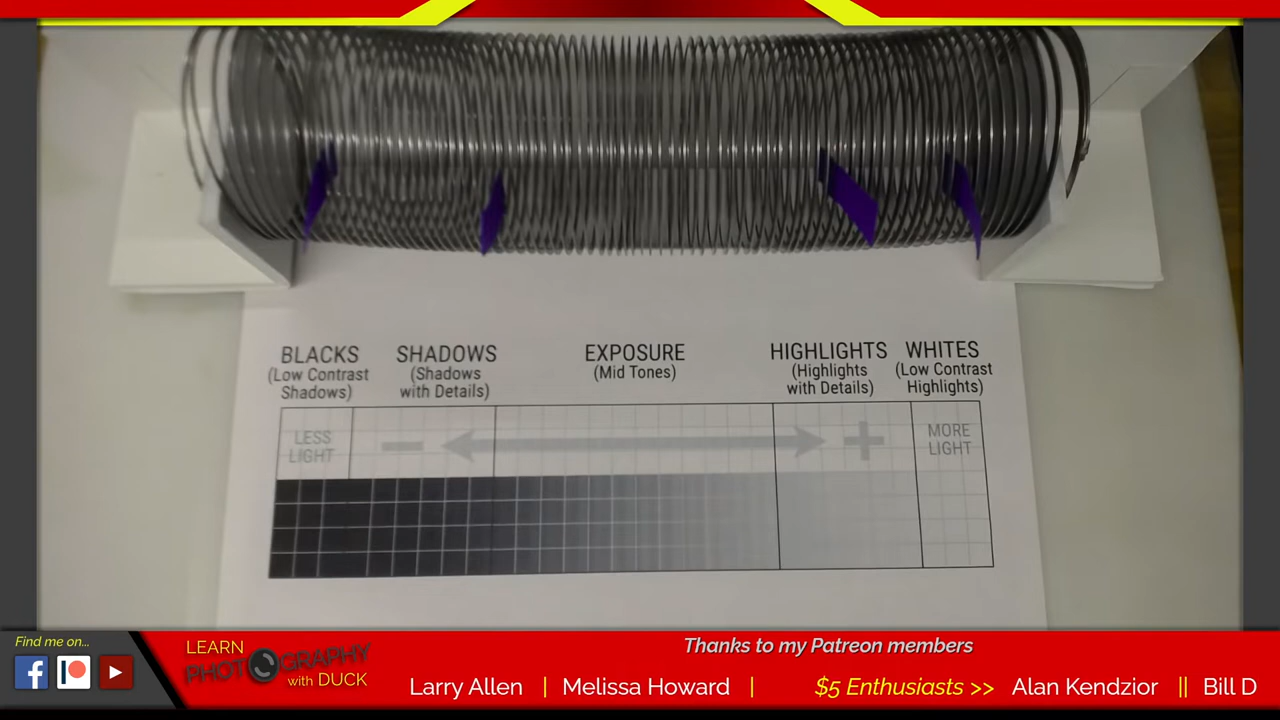 BLACKS
(Low Contrast
Shadows)
SHADOWS
(Shadows
with Details)
EXPOSURE
(Mid Tones)
HIGHLIGHTS
(Highlights
with Details)
WHITES
(Low Contrast
Highlights)
LESS
LIGHT
MORE
LIGHT
Find me on...
LEARN
PHOTOGRAPHY
with DUCK
Thanks to my Patreon members
Larry Allen | Melissa Howard | $5 Enthusiasts >> Alan Kendzior || Bill D